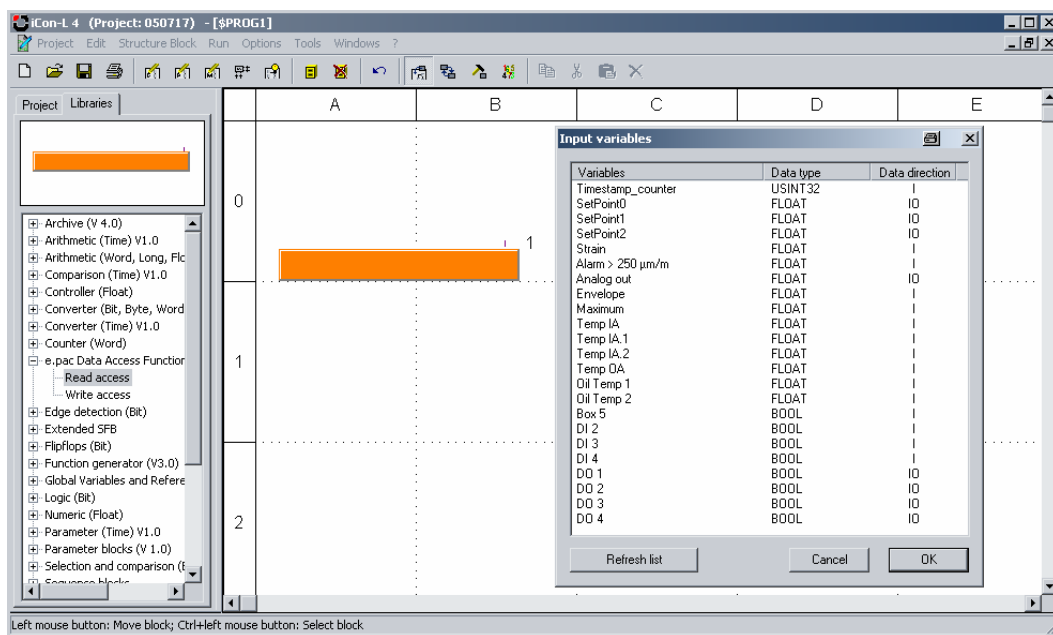 iCon-L 4 (Project: 050717) - [$PROG1]
Project Edit Structure Block Run Options Tools Windows ?
Project Libraries
Archive (V 4.0)
Arithmetic (Time) V1.0
Arithmetic (Word, Long, Flo
Comparison (Time) V1.0
Controller (Float)
Converter (Bit, Byte, Word
Converter (Time) V1.0
Counter (Word)
e.pac Data Access Function
Read access
Write access
Edge detection (Bit)
Extended SFB
Flipflops (Bit)
Function generator (V3.0)
Global Variables and Refere
Logic (Bit)
Numeric (Float)
Parameter (Time) V1.0
Parameter blocks (V 1.0)
Selection and comparison (B
Sequence blocks
A B C D E
0
1
1
2
Input variables
Variables Data type Data direction
Timestamp_counter USINT32 I
SetPoint0 FLOAT IO
SetPoint1 FLOAT IO
SetPoint2 FLOAT IO
Strain FLOAT I
Alarm > 250 µm/m FLOAT I
Analog out FLOAT IO
Envelope FLOAT I
Maximum FLOAT I
Temp IA FLOAT I
Temp IA.1 FLOAT I
Temp IA.2 FLOAT I
Temp OA FLOAT I
Oil Temp 1 FLOAT I
Oil Temp 2 FLOAT I
Box 5 BOOL I
DI 2 BOOL I
DI 3 BOOL I
DI 4 BOOL I
DO 1 BOOL IO
DO 2 BOOL IO
DO 3 BOOL IO
DO 4 BOOL IO
Refresh list Cancel OK
Left mouse button: Move block; Ctrl+left mouse button: Select block